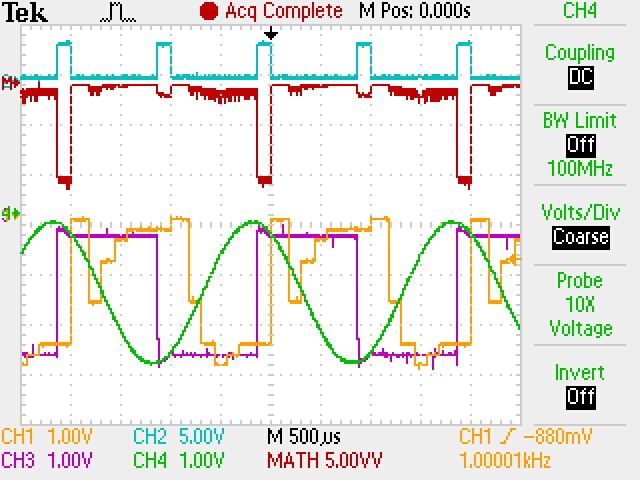 Tek Acq Complete M Pos: 0.000s CH4
Coupling
DC
M
BW Limit
Off
100MHz
4
Volts/Div
Coarse
Probe
10X
Voltage
Invert
Off
CH1 1.00V CH2 5.00V M 500µs CH1 -880mV
CH3 1.00V CH4 1.00V MATH 5.00VV 1.00001kHz